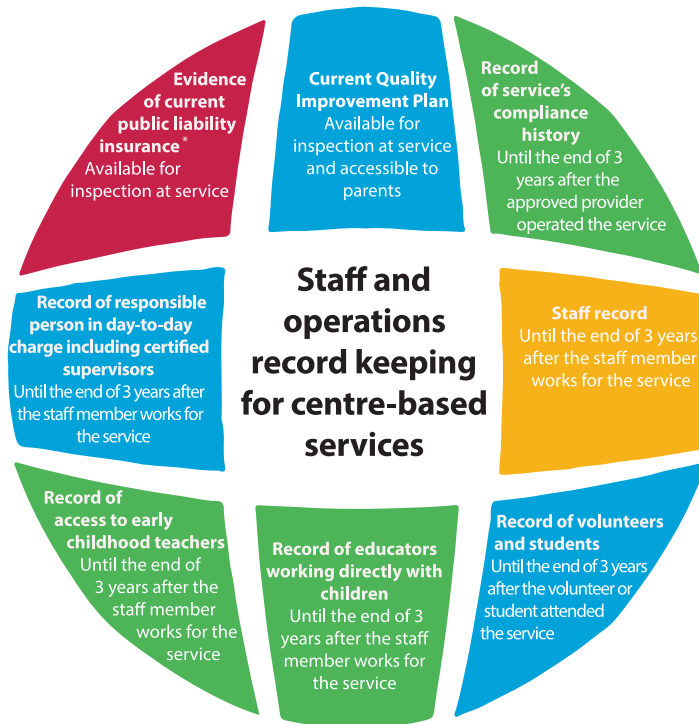 Evidence
of current
public liability
insurance*
Available for
inspection at service
Current Quality
Improvement Plan
Available for
inspection at service
and accessible to
parents
Record
of service's
compliance
history
Until the end of 3
years after the
approved provider
operated the service
Record of responsible
person in day-to-day
charge including certified
supervisors
Until the end of 3 years after
the staff member works for
the service
Staff and
operations
record keeping
for centre-based
services
Staff record
Until the end of 3 years
after the staff member
works for the service
Record of
access to early
childhood teachers
Until the end of
3 years after the
staff member
works for the
service
Record of educators
working directly with
children
Until the end of 3
years after the staff
member works for
the service
Record of volunteers
and students
Until the end of 3 years
after the volunteer or
student attended
the service